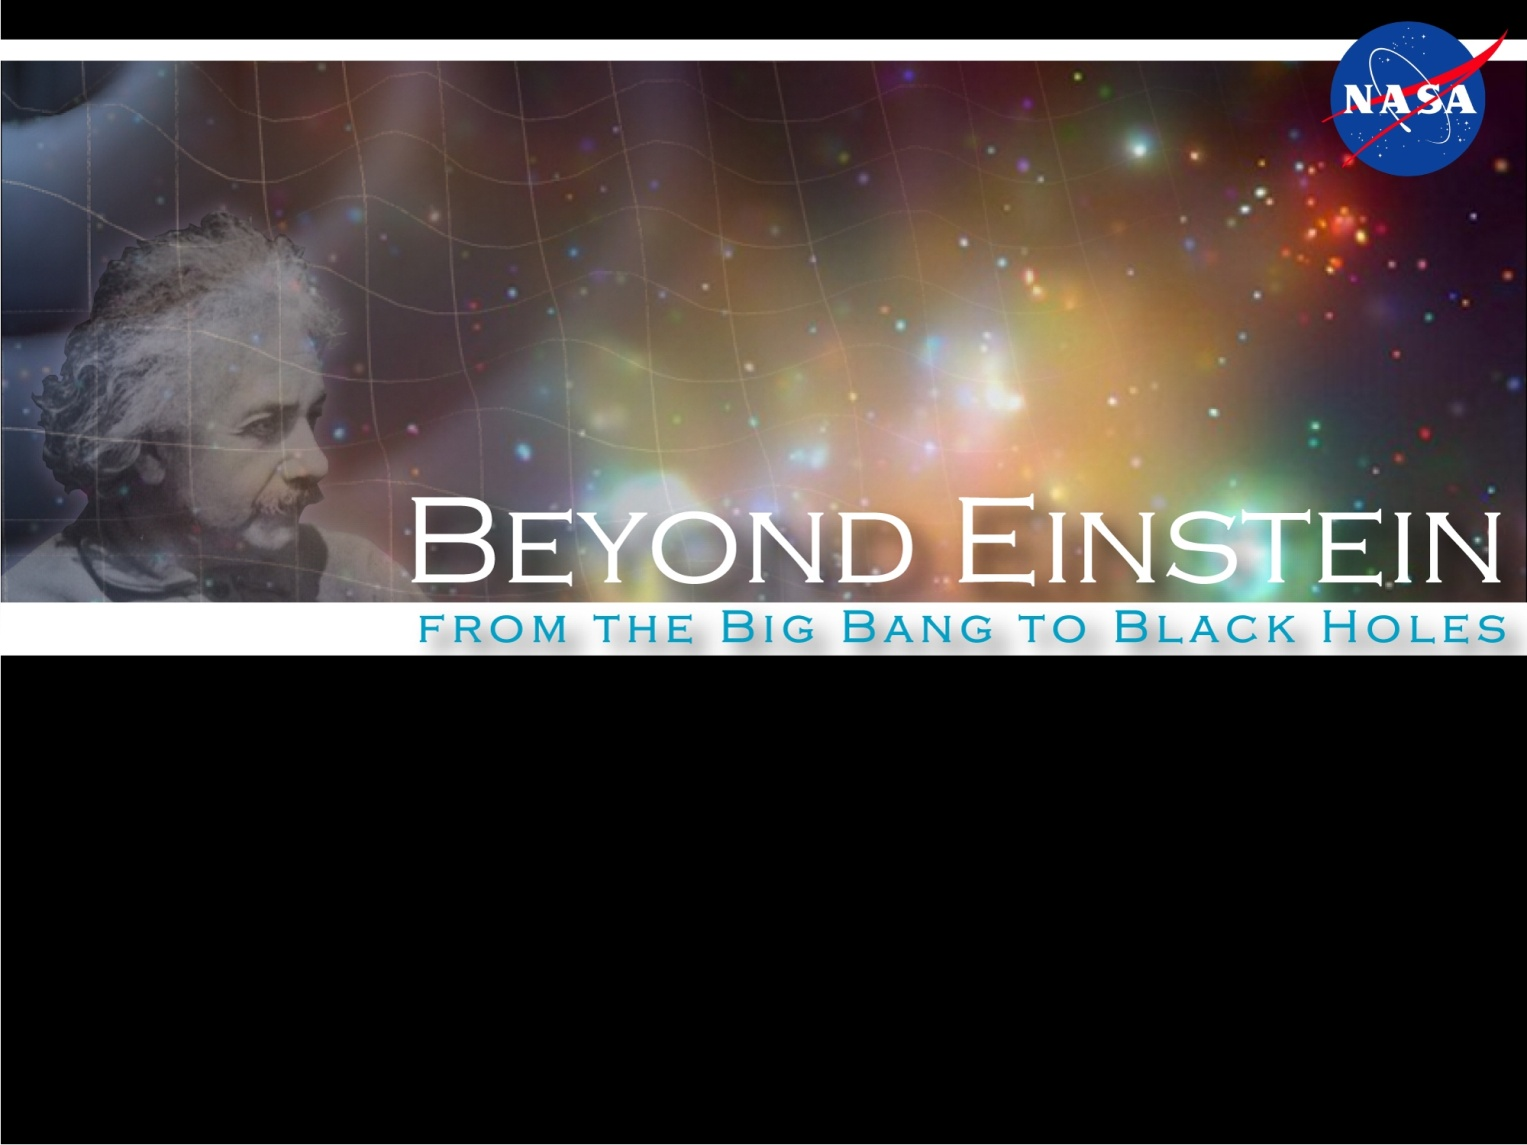 NASA
BEYOND EINSTEIN
FROM THE BIG BANG TO BLACK HOLES